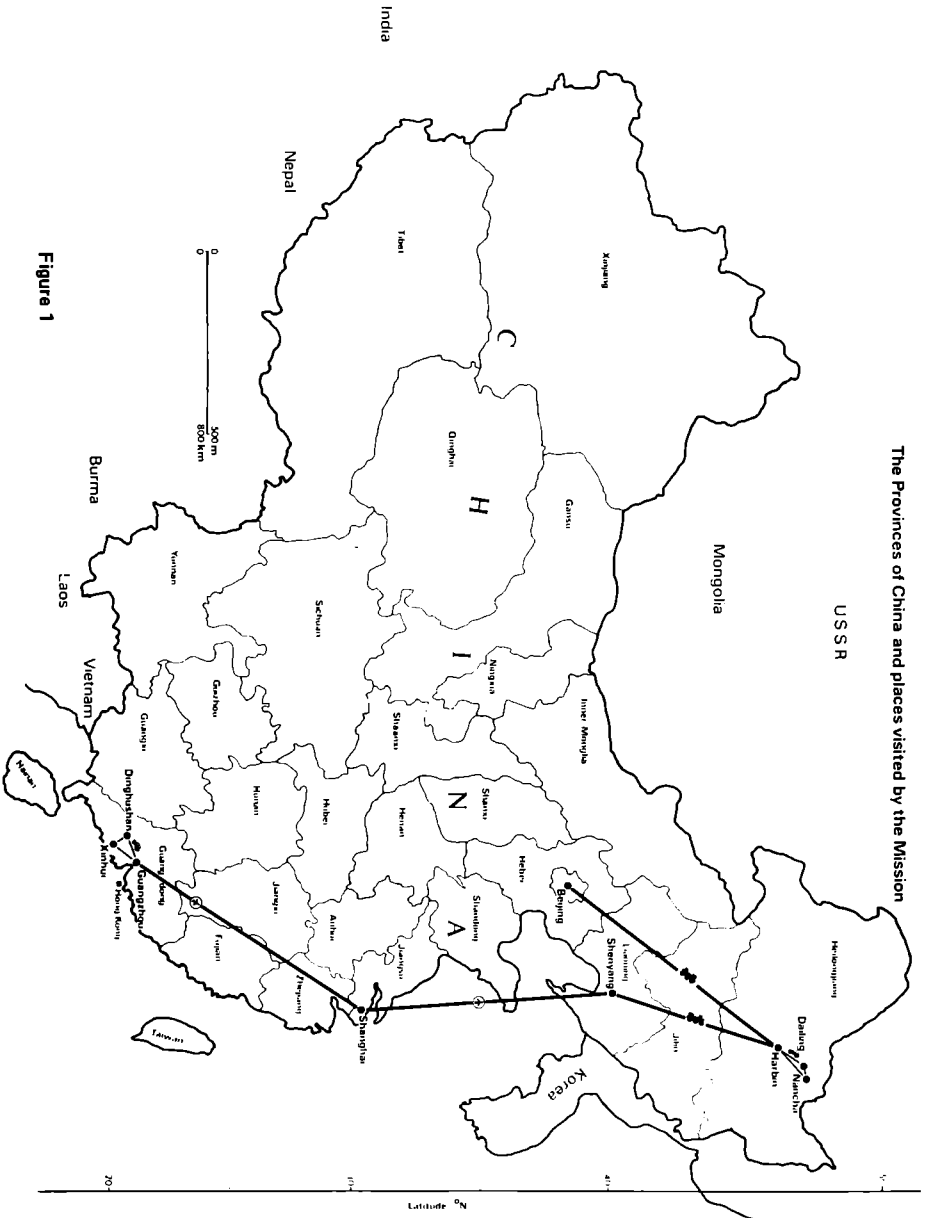 The Provinces of China and places visited by the Mission
USSR
Mongolia
Heilongjiang
Dailing
Nancha
Harbin
Jilin
Inner Mongolia
Xinjiang
Gansu
Liaoning
Shenyang
Beijing
Hebei
Korea
C
H
I
N
A
Qinghai
Ningxia
Shanxi
Shandong
Tibet
Shaanxi
Henan
Jiangsu
Shanghai
India
Sichuan
Hubei
Anhui
Zhejiang
Nepal
Guizhou
Hunan
Jiangxi
Fujian
Taiwan
0 500 m
0 800 km
Yunnan
Guangxi
Guangdong
Guangzhou
Dinghushan
Xinhui
Hong Kong
Burma
Laos
Vietnam
Hainan
Latitude °N
20
40
Figure 1